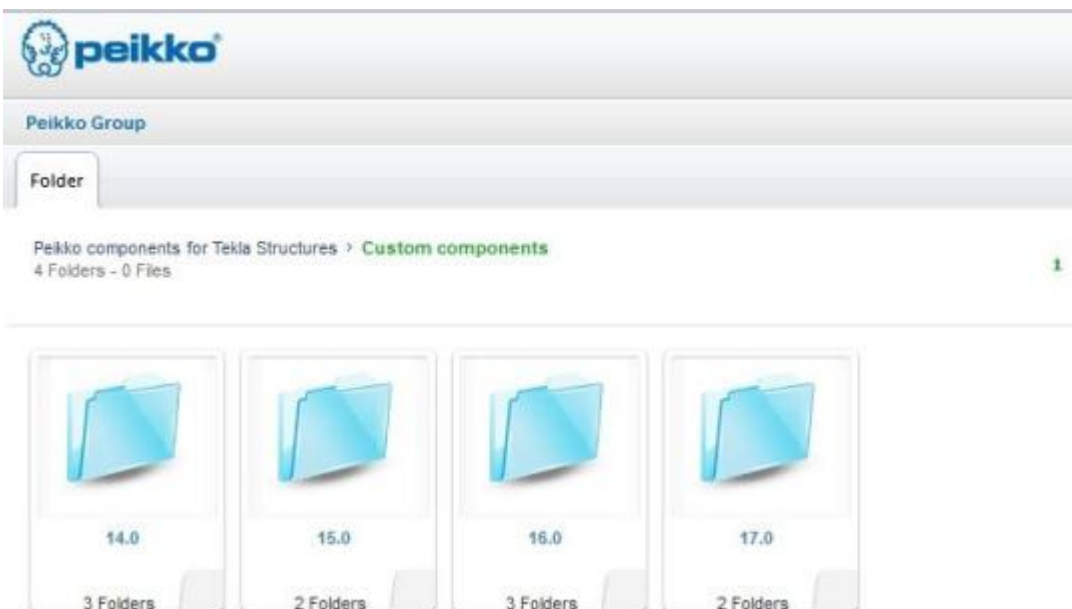 peikko
Peikko Group
Folder
Peikko components for Tekla Structures › Custom components
4 Folders - 0 Files
1
14.0
15.0
16.0
17.0
3 Folders
2 Folders
3 Folders
2 Folders